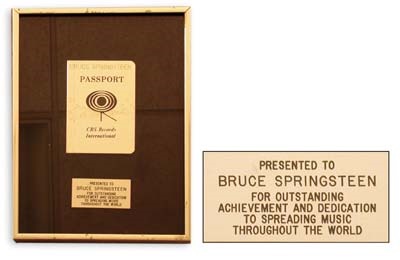 BRUCE SPRINGSTEEN
PASSPORT
CBS Records
International
PRESENTED TO
BRUCE SPRINGSTEEN
FOR OUTSTANDING
ACHIEVEMENT AND DEDICATION
TO SPREADING MUSIC
THROUGHOUT THE WORLD
PRESENTED TO
BRUCE SPRINGSTEEN
FOR OUTSTANDING
ACHIEVEMENT AND DEDICATION
TO SPREADING MUSIC
THROUGHOUT THE WORLD